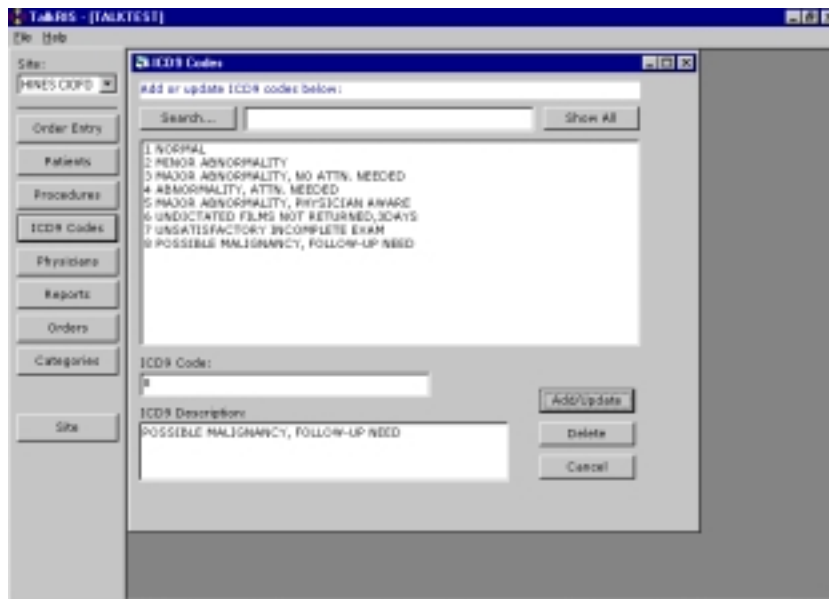 TalkRIS - [TALKTEST]
File Help
Site:
ICD9 Codes
HINES CIOFO
Add or update ICD9 codes below:
Search...
Show All
Order Entry
Patients
Procedures
ICD9 Codes
Physicians
Reports
Orders
Categories
Site
1 NORMAL
2 MINOR ABNORMALITY
3 MAJOR ABNORMALITY, NO ATTN. NEEDED
4 ABNORMALITY, ATTN. NEEDED
5 MAJOR ABNORMALITY, PHYSICIAN AWARE
6 UNDICTATED FILMS NOT RETURNED,3DAYS
7 UNSATISFACTORY INCOMPLETE EXAM
8 POSSIBLE MALIGNANCY, FOLLOW-UP NEED
ICD9 Code:
8
ICD9 Description:
POSSIBLE MALIGNANCY, FOLLOW-UP NEED
Add/Update
Delete
Cancel